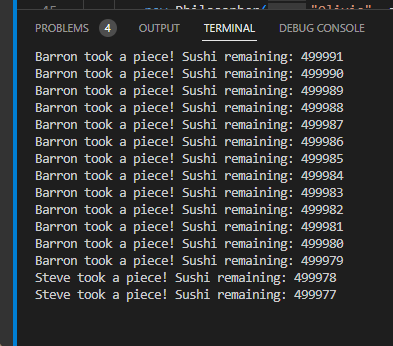 45 new Philosopher( "Olivia"
PROBLEMS 4 OUTPUT TERMINAL DEBUG CONSOLE
Barron took a piece! Sushi remaining: 499991
Barron took a piece! Sushi remaining: 499990
Barron took a piece! Sushi remaining: 499989
Barron took a piece! Sushi remaining: 499988
Barron took a piece! Sushi remaining: 499987
Barron took a piece! Sushi remaining: 499986
Barron took a piece! Sushi remaining: 499985
Barron took a piece! Sushi remaining: 499984
Barron took a piece! Sushi remaining: 499983
Barron took a piece! Sushi remaining: 499982
Barron took a piece! Sushi remaining: 499981
Barron took a piece! Sushi remaining: 499980
Barron took a piece! Sushi remaining: 499979
Steve took a piece! Sushi remaining: 499978
Steve took a piece! Sushi remaining: 499977